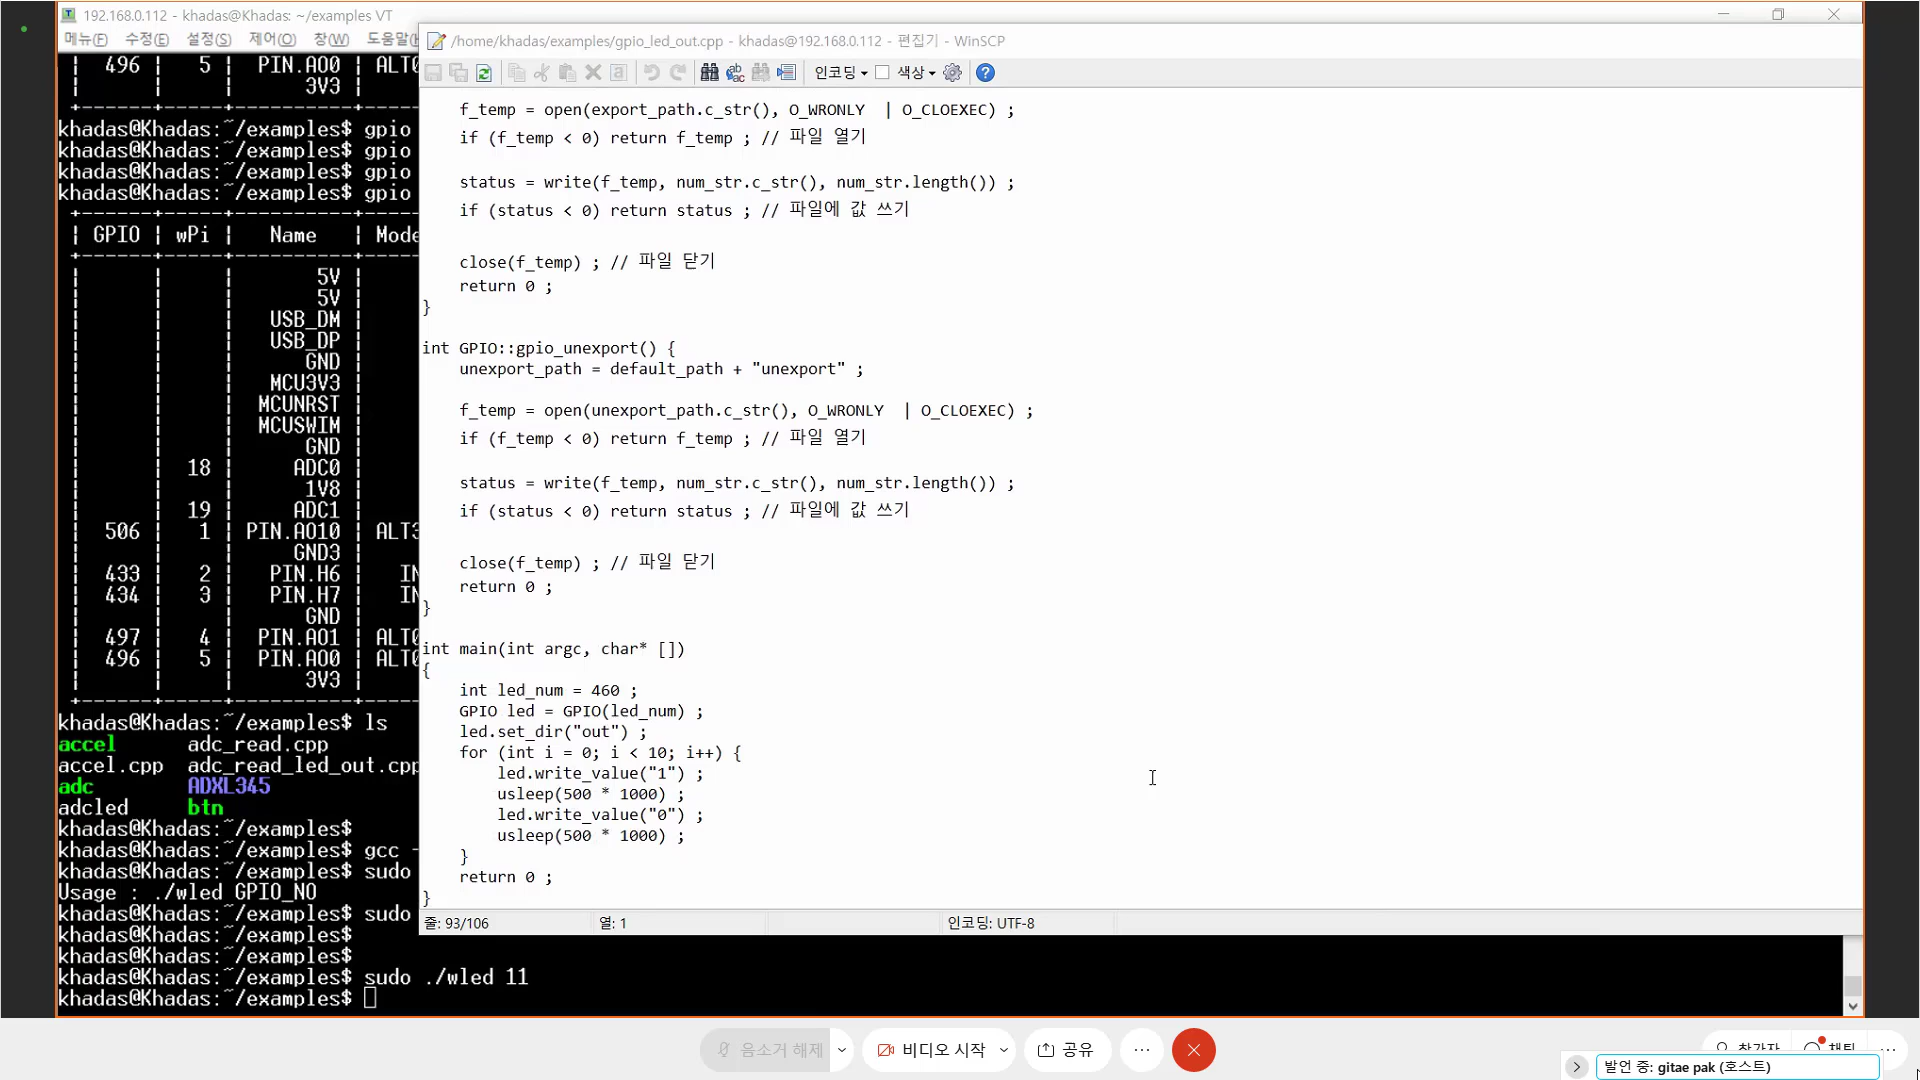 192.168.0.112 - khadas@Khadas: ~/examples VT
메뉴(F) 수정(E) 설정(S) 제어(O) 창(W) 도움말(
| 496 | 5 | PIN.AO0 | ALT0
| | | 3V3 |
khadas@Khadas:~/examples$ gpio
khadas@Khadas:~/examples$ gpio
khadas@Khadas:~/examples$ gpio
khadas@Khadas:~/examples$ gpio
| GPIO | wPi | Name | Mode
| | | 5V |
| | | 5V |
| | | USB_DM |
| | | USB_DP |
| | | GND |
| | | MCU3V3 |
| | | MCUNRST |
| | | MCUSWIM |
| | | GND |
| | 18 | ADC0 |
| | | 1V8 |
| | 19 | ADC1 |
| 506 | 1 | PIN.AO10 | ALT3
| | | GND3 |
| 433 | 2 | PIN.H6 | IN
| 434 | 3 | PIN.H7 | IN
| | | GND |
| 497 | 4 | PIN.AO1 | ALT0
| 496 | 5 | PIN.AO0 | ALT0
| | | 3V3 |
khadas@Khadas:~/examples$ ls
accel adc_read.cpp
accel.cpp adc_read_led_out.cpp
adc ADXL345
adcled btn
khadas@Khadas:~/examples$
khadas@Khadas:~/examples$ gcc -
khadas@Khadas:~/examples$ sudo
Usage : ./wled GPIO_NO
khadas@Khadas:~/examples$ sudo
khadas@Khadas:~/examples$
khadas@Khadas:~/examples$
khadas@Khadas:~/examples$ sudo ./wled 11
khadas@Khadas:~/examples$
/home/khadas/examples/gpio_led_out.cpp - khadas@192.168.0.112 - 편집기 - WinSCP
인코딩 색상
f_temp = open(export_path.c_str(), O_WRONLY | O_CLOEXEC) ;
if (f_temp < 0) return f_temp ; // 파일 열기
status = write(f_temp, num_str.c_str(), num_str.length()) ;
if (status < 0) return status ; // 파일에 값 쓰기
close(f_temp) ; // 파일 닫기
return 0 ;
}
int GPIO::gpio_unexport() {
unexport_path = default_path + "unexport" ;
f_temp = open(unexport_path.c_str(), O_WRONLY | O_CLOEXEC) ;
if (f_temp < 0) return f_temp ; // 파일 열기
status = write(f_temp, num_str.c_str(), num_str.length()) ;
if (status < 0) return status ; // 파일에 값 쓰기
close(f_temp) ; // 파일 닫기
return 0 ;
}
int main(int argc, char* [])
{
int led_num = 460 ;
GPIO led = GPIO(led_num) ;
led.set_dir("out") ;
for (int i = 0; i < 10; i++) {
led.write_value("1") ;
usleep(500 * 1000) ;
led.write_value("0") ;
usleep(500 * 1000) ;
}
return 0 ;
}
줄: 93/106 열: 1 인코딩: UTF-8
음소거 해제 비디오 시작 공유 ... 참가자 채팅 ...
발언 중: gitae pak (호스트)